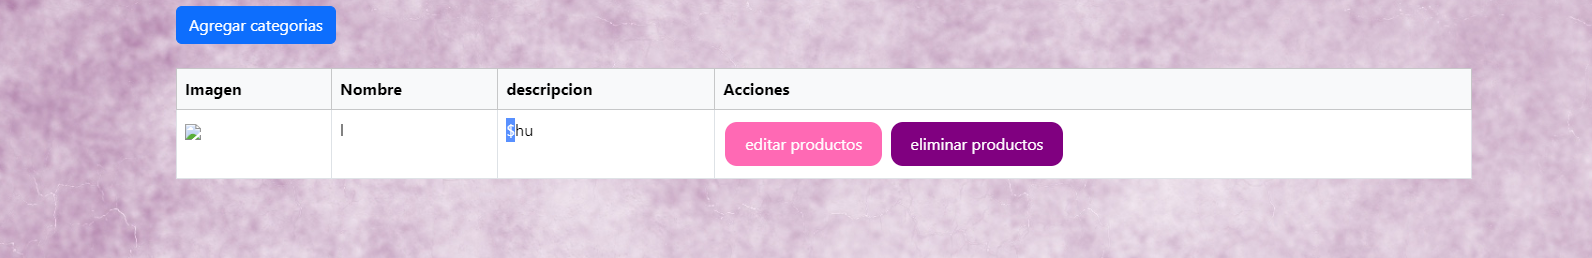 Agregar categorias
Imagen Nombre descripcion Acciones
l $hu editar productos eliminar productos